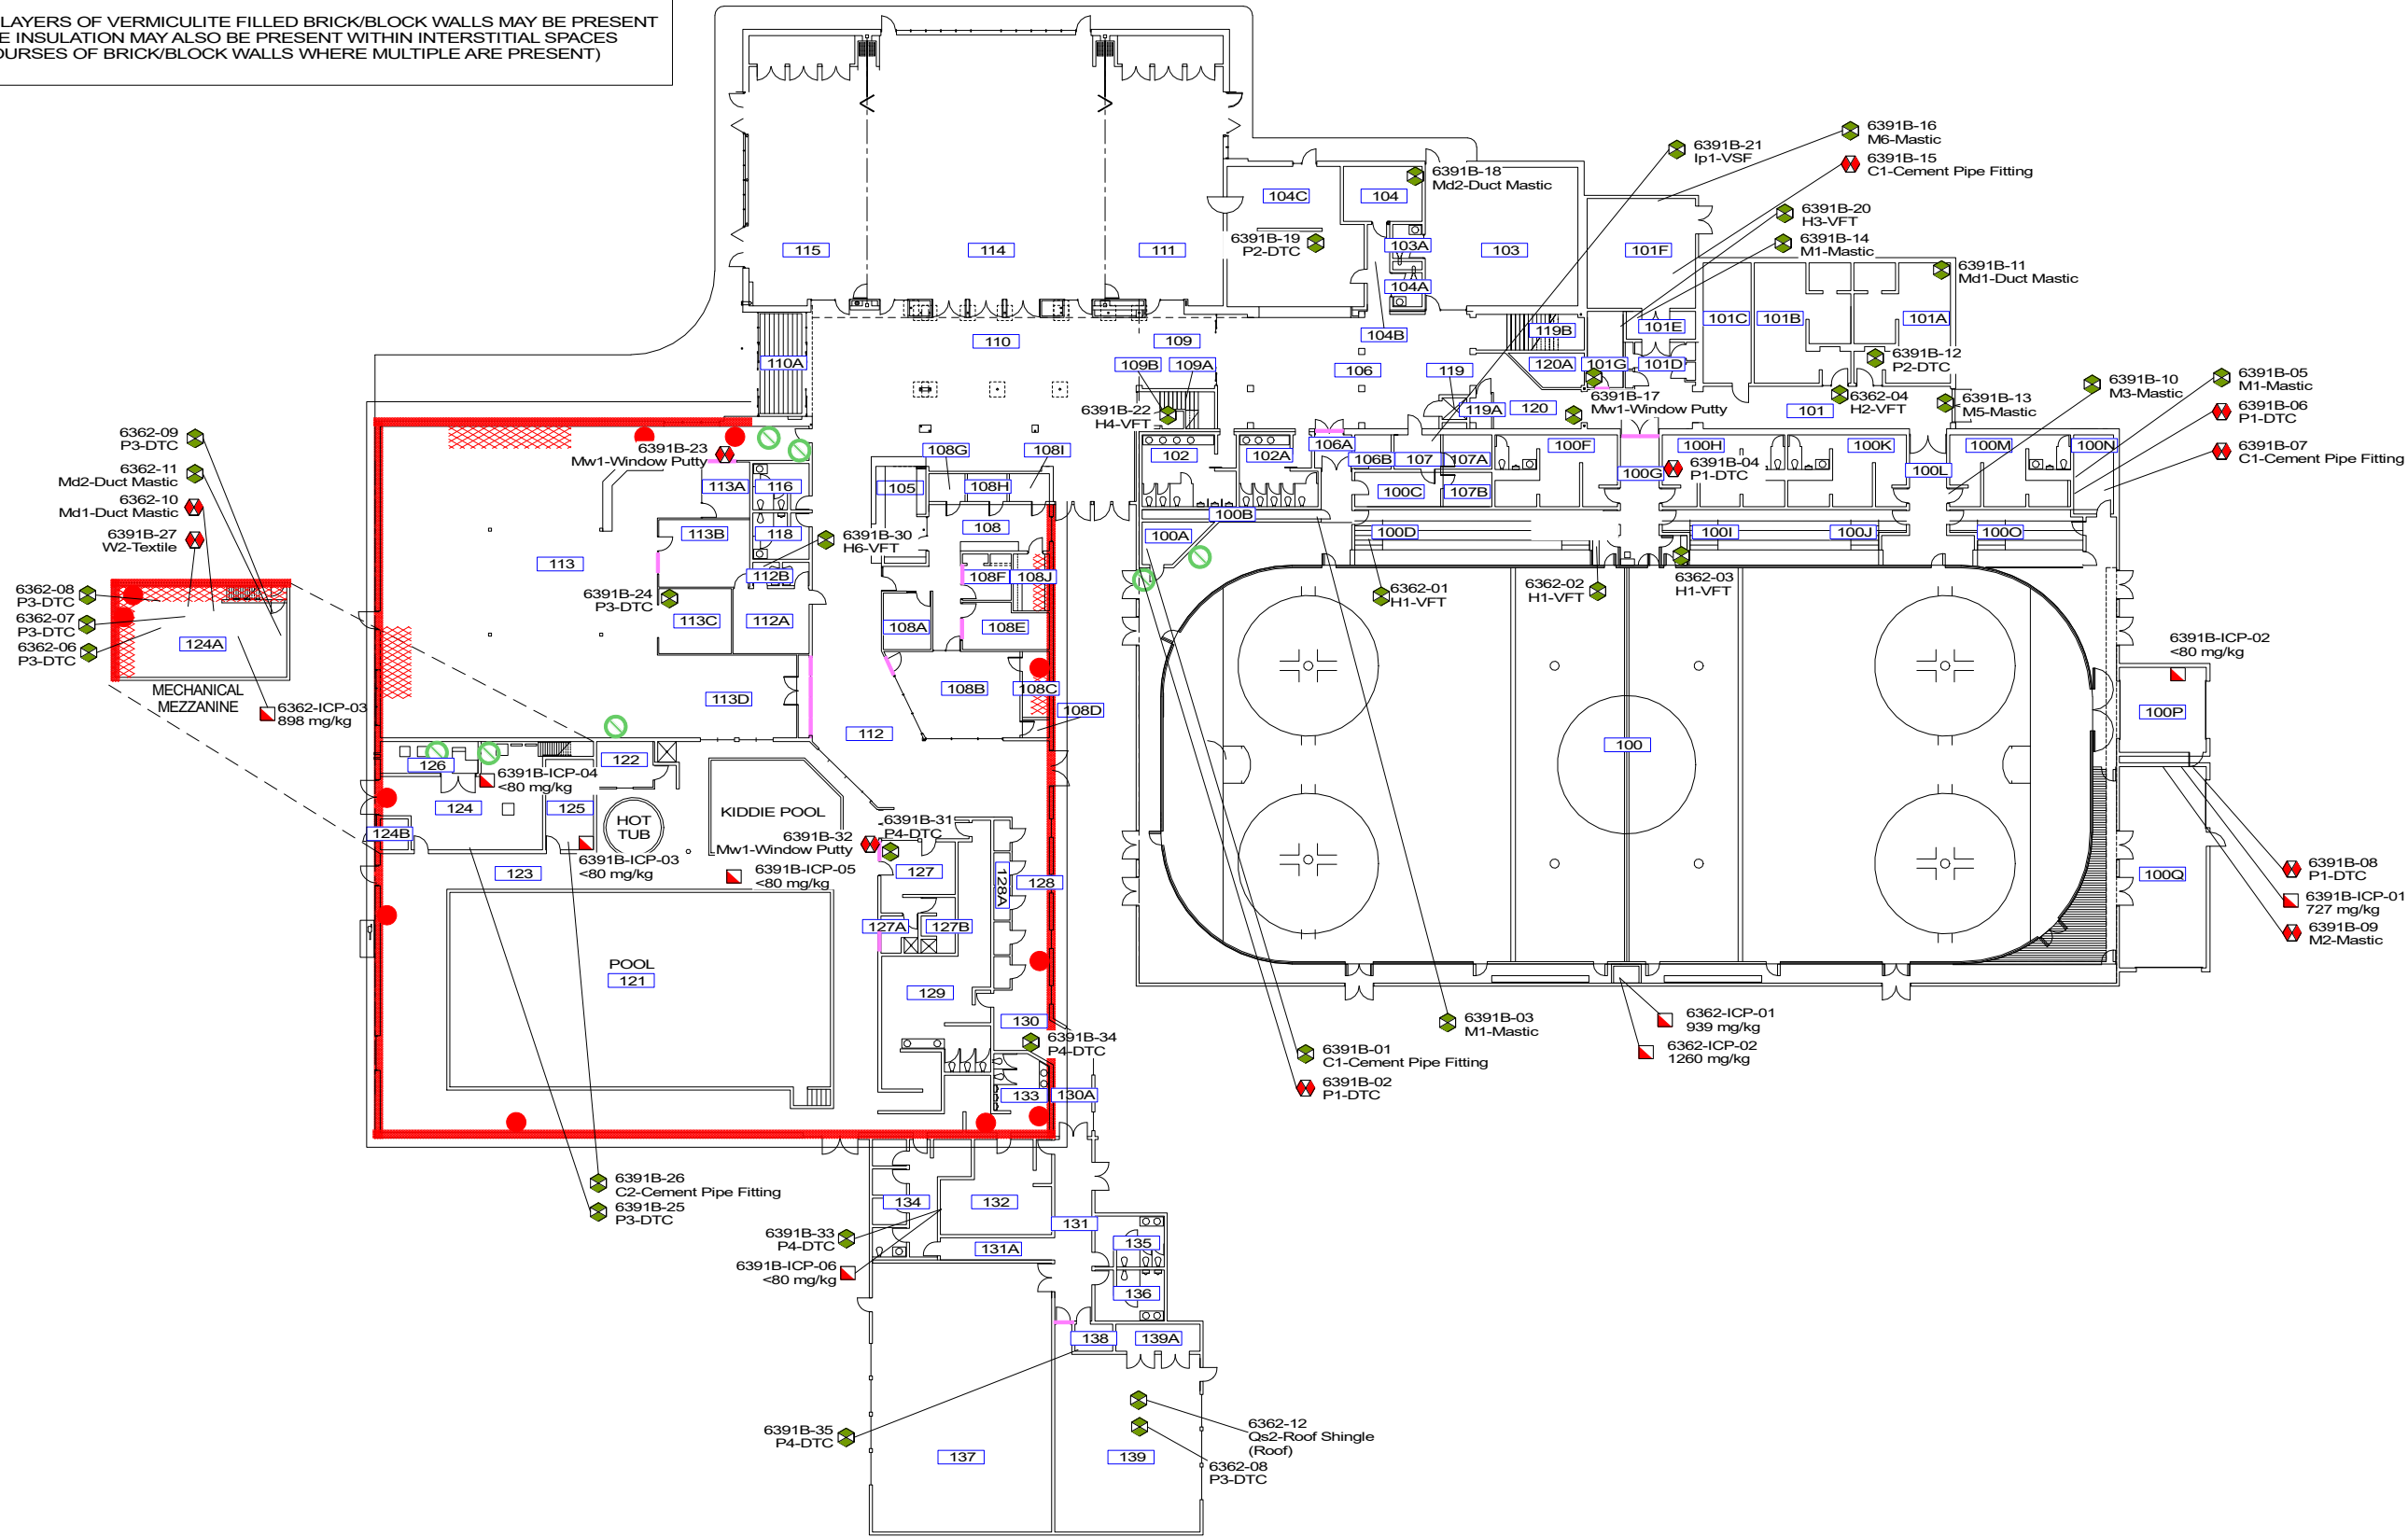 LAYERS OF VERMICULITE FILLED BRICK/BLOCK WALLS MAY BE PRESENT
E INSULATION MAY ALSO BE PRESENT WITHIN INTERSTITIAL SPACES
OURSES OF BRICK/BLOCK WALLS WHERE MULTIPLE ARE PRESENT)
6391B-16
M6-Mastic
6391B-15
C1-Cement Pipe Fitting
6391B-21
Ip1-VSF
6391B-18
Md2-Duct Mastic
6391B-20
H3-VFT
6391B-14
M1-Mastic
6391B-19
P2-DTC
6391B-11
Md1-Duct Mastic
104C
104
103A
104A
103
101F
115
114
111
110
109
104B
106
110A
109B
109A
119
119A
119B
120A
120
101G
101E
101D
101C
101B
101A
101
6391B-12
P2-DTC
6362-04
H2-VFT
6391B-13
M5-Mastic
6391B-10
M3-Mastic
6391B-05
M1-Mastic
6391B-06
P1-DTC
6391B-07
C1-Cement Pipe Fitting
6391B-17
Mw1-Window Putty
6391B-22
H4-VFT
6391B-23
Mw1-Window Putty
6362-09
P3-DTC
6362-11
Md2-Duct Mastic
6362-10
Md1-Duct Mastic
6391B-27
W2-Textile
6362-08
P3-DTC
6362-07
P3-DTC
6362-06
P3-DTC
124A
MECHANICAL
MEZZANINE
6362-ICP-03
898 mg/kg
108G
108I
108H
105
108
108F
108J
108A
108E
108B
108C
108D
112
102
102A
106A
106B
107
107A
107B
100C
100F
100G
100H
100K
100L
100M
100N
6391B-04
P1-DTC
100B
100A
100D
100I
100J
100O
113A
116
113B
118
113
112B
113C
112A
113D
6391B-30
H6-VFT
6391B-24
P3-DTC
6362-01
H1-VFT
6362-02
H1-VFT
6362-03
H1-VFT
6391B-ICP-02
<80 mg/kg
100P
100
100Q
126
122
124
125
124B
123
6391B-ICP-04
<80 mg/kg
HOT
TUB
KIDDIE POOL
6391B-ICP-03
<80 mg/kg
6391B-ICP-05
<80 mg/kg
6391B-31
P4-DTC
6391B-32
Mw1-Window Putty
127
128A
128
127A
127B
129
130
POOL
121
133
130A
6391B-34
P4-DTC
6391B-08
P1-DTC
6391B-ICP-01
727 mg/kg
6391B-09
M2-Mastic
6391B-03
M1-Mastic
6362-ICP-01
939 mg/kg
6362-ICP-02
1260 mg/kg
6391B-01
C1-Cement Pipe Fitting
6391B-02
P1-DTC
6391B-26
C2-Cement Pipe Fitting
6391B-25
P3-DTC
134
132
131
131A
135
136
6391B-33
P4-DTC
6391B-ICP-06
<80 mg/kg
138
139A
6391B-35
P4-DTC
6362-12
Qs2-Roof Shingle
(Roof)
6362-08
P3-DTC
137
139